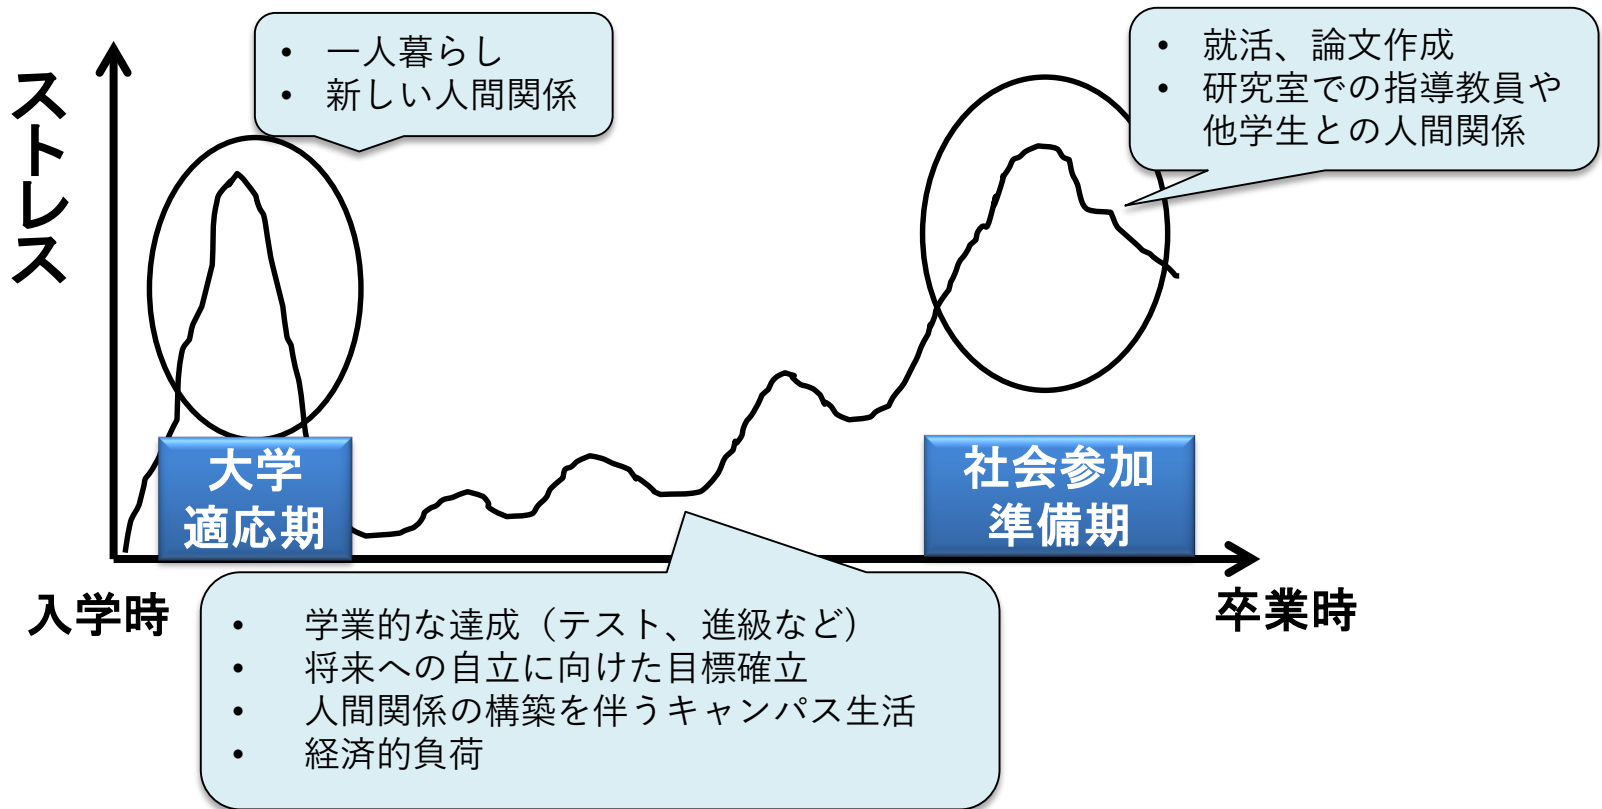 ストレス
• 一人暮らし
• 新しい人間関係
• 就活、論文作成
• 研究室での指導教員や
他学生との人間関係
大学
適応期
社会参加
準備期
入学時
卒業時
• 学業的な達成（テスト、進級など）
• 将来への自立に向けた目標確立
• 人間関係の構築を伴うキャンパス生活
• 経済的負荷